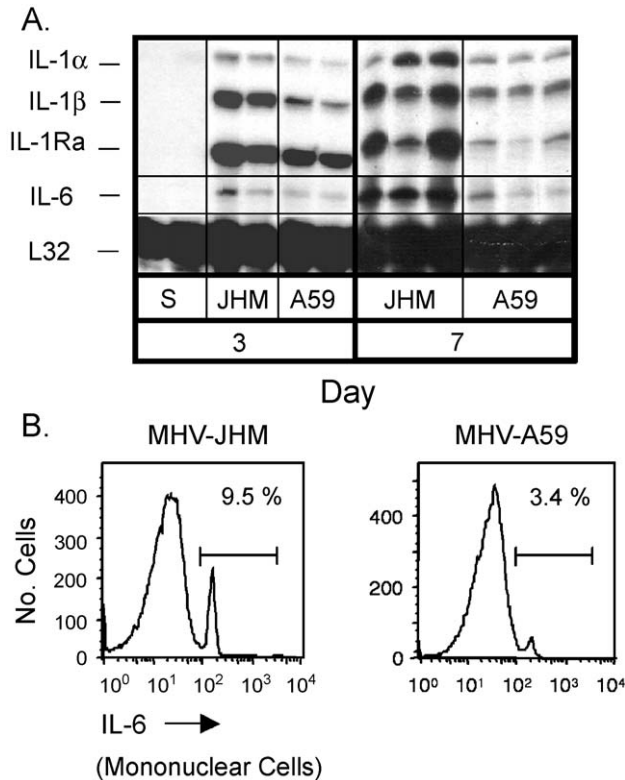 A.
IL-1α —
IL-1β —
IL-1Ra —
IL-6 —
L32 —
S JHM A59 JHM A59
3 7
Day
B.
MHV-JHM MHV-A59
9.5 % 3.4 %
No. Cells
400
300
200
100
0
400
200
0
10⁰ 10¹ 10² 10³ 10⁴
10⁰ 10¹ 10² 10³ 10⁴
IL-6
(Mononuclear Cells)